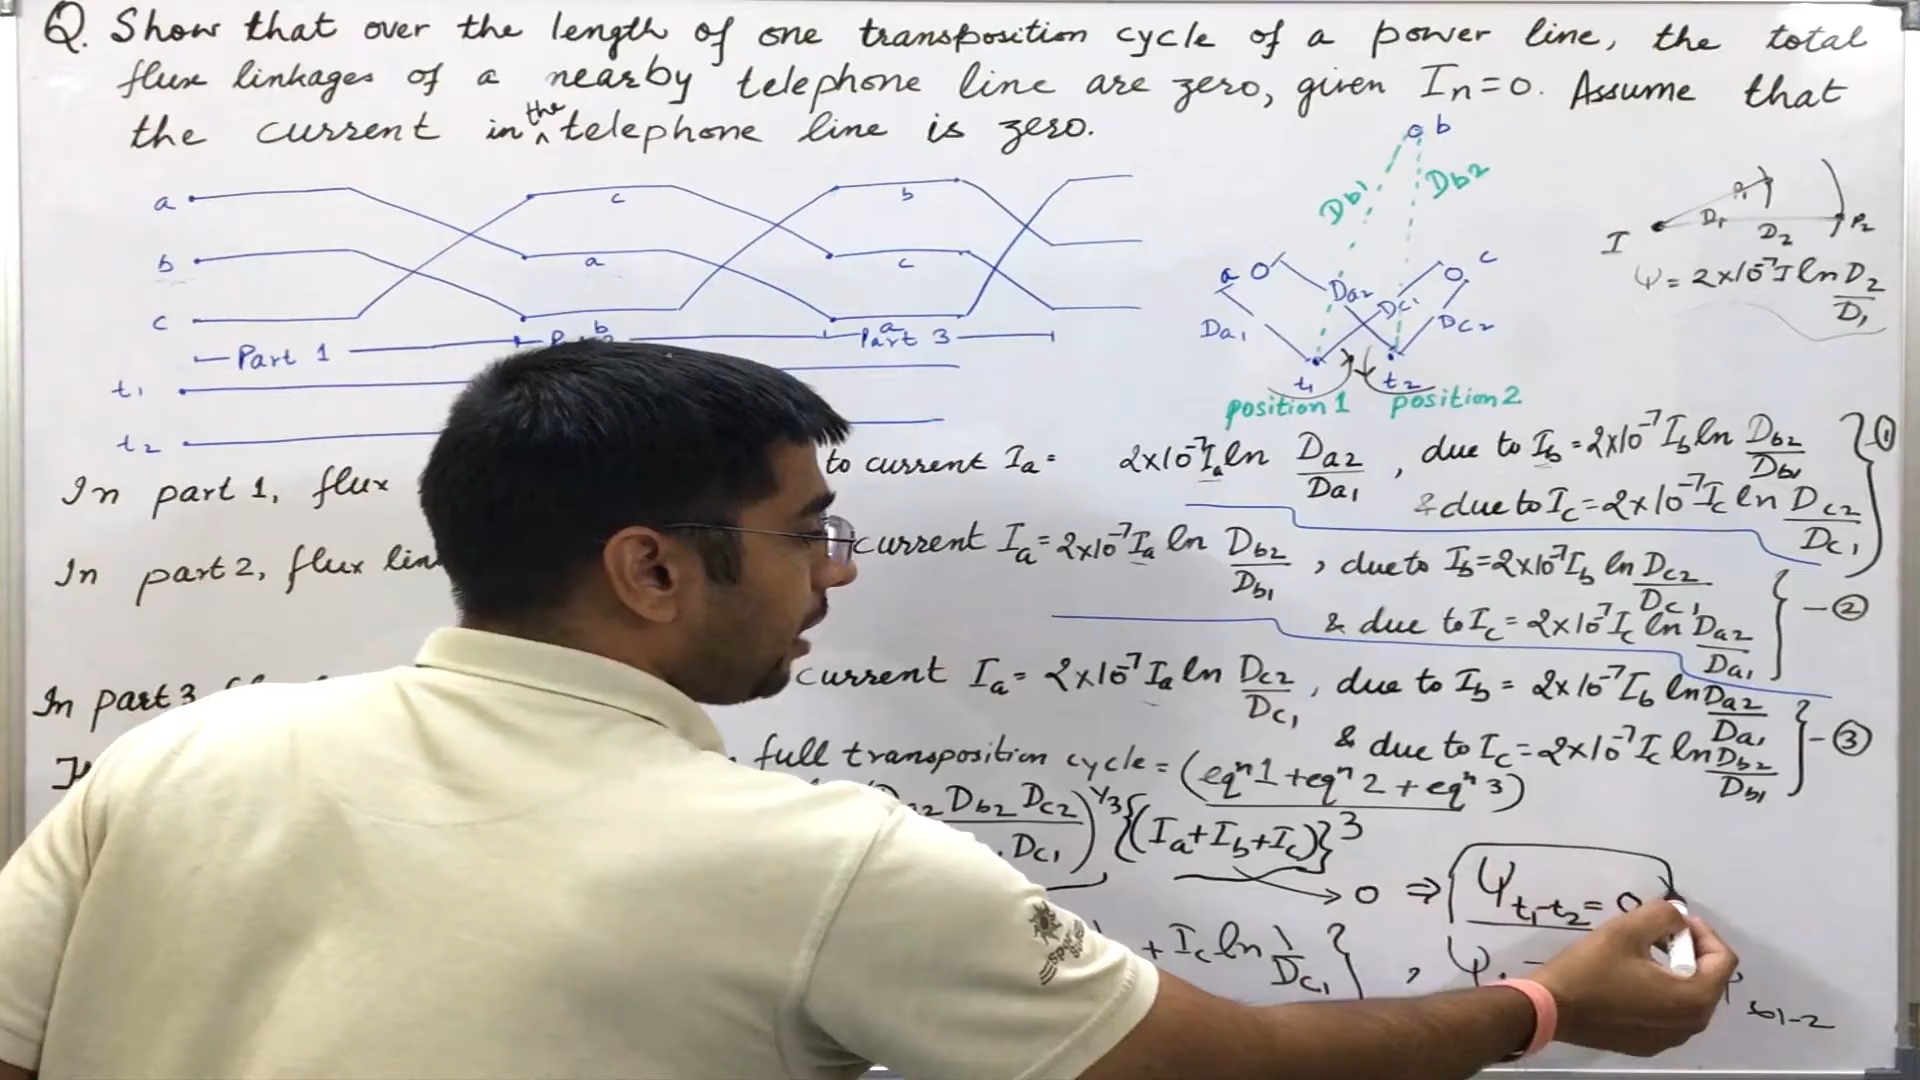 Q. Show that over the length of one transposition cycle of a power line, the total
flux linkages of a nearby telephone line are zero, given In=0. Assume that
the current in the telephone line is zero.
a
b
c
c
a
b
b
c
a
Part 1
Part 3
t1
t2
b
Db1
Db2
a
c
Da2
Dc1
Da1
Dc2
t1
t2
position 1
position 2
I
P1
D1
D2
P2
ψ = 2×10⁻⁷ I ln D2/D1
In part 1, flux to current Ia = 2×10⁻⁷ Ia ln Da2/Da1 , due to Ib = 2×10⁻⁷ Ib ln Db2/Db1
& due to Ic = 2×10⁻⁷ Ic ln Dc2/Dc1 } -①
In part 2, flux lin current Ia = 2×10⁻⁷ Ia ln Db2/Db1 , due to Ib = 2×10⁻⁷ Ib ln Dc2/Dc1
& due to Ic = 2×10⁻⁷ Ic ln Da2/Da1 } -②
In part 3, current Ia = 2×10⁻⁷ Ia ln Dc2/Dc1 , due to Ib = 2×10⁻⁷ Ib ln Da2/Da1
& due to Ic = 2×10⁻⁷ Ic ln Db2/Db1 } -③
full transposition cycle = (eqⁿ1 + eqⁿ2 + eqⁿ3)
3
Db2 Dc2
Dc1 )^1/3 {(Ia+Ib+Ic)}
→ 0 ⇒ ψt1-t2 = 0
+ Ic ln 1/Dc1 } ,